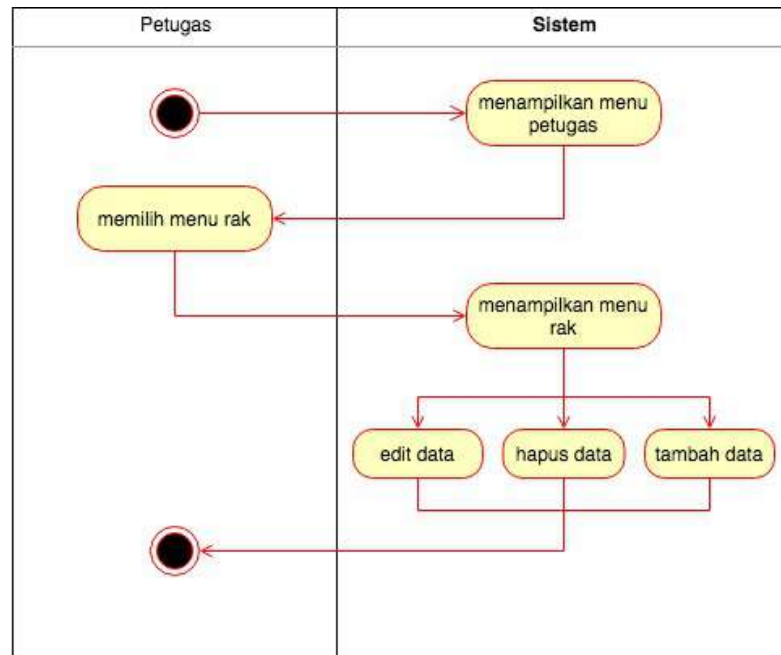 Petugas
Sistem
menampilkan menu
petugas
memilih menu rak
menampilkan menu
rak
edit data
hapus data
tambah data